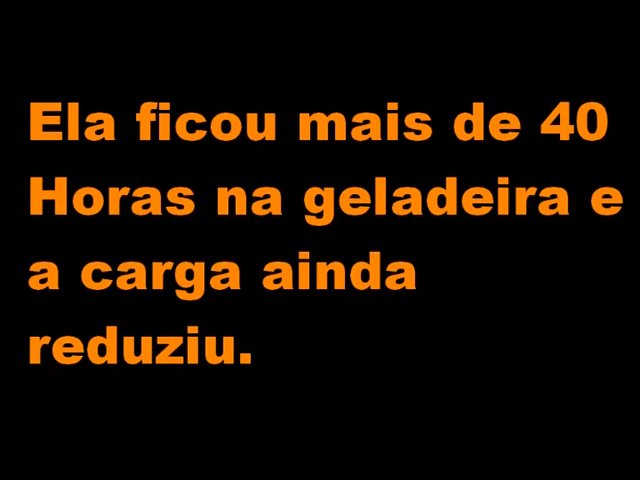 Ela ficou mais de 40
Horas na geladeira e
a carga ainda
reduziu.